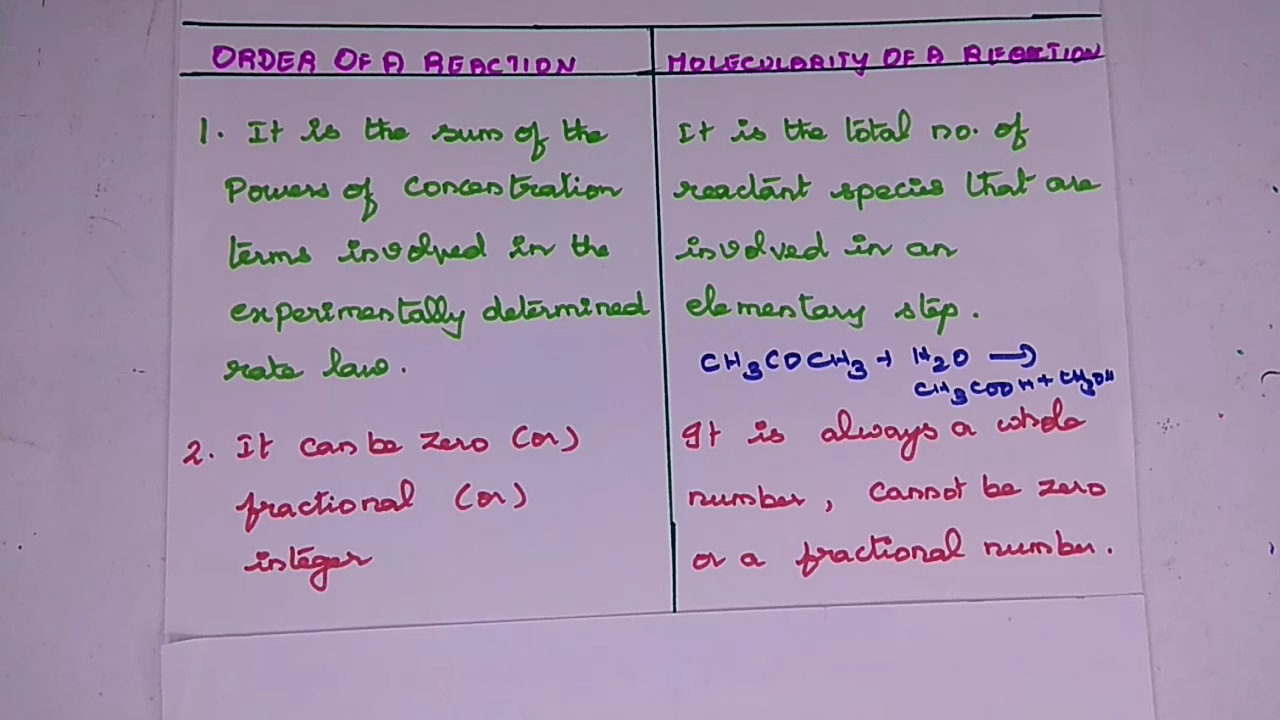 ORDER OF A REACTION
1. It is the sum of the
Powers of concentration
terms involved in the
experimentally determined
rate law.
2. It can be zero (or)
fractional (or)
integer
MOLECULARITY OF A REACTION
It is the total no. of
reactant species that are
involved in an
elementary step.
CH3COCH3 + H2O →
CH3COOH + CH3OH
It is always a whole
number, cannot be zero
or a fractional number.